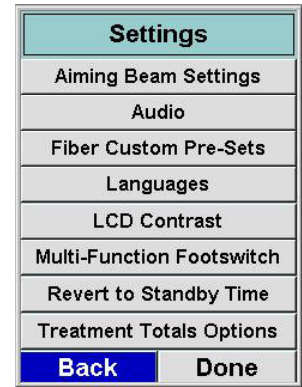 Settings
Aiming Beam Settings
Audio
Fiber Custom Pre-Sets
Languages
LCD Contrast
Multi-Function Footswitch
Revert to Standby Time
Treatment Totals Options
Back Done